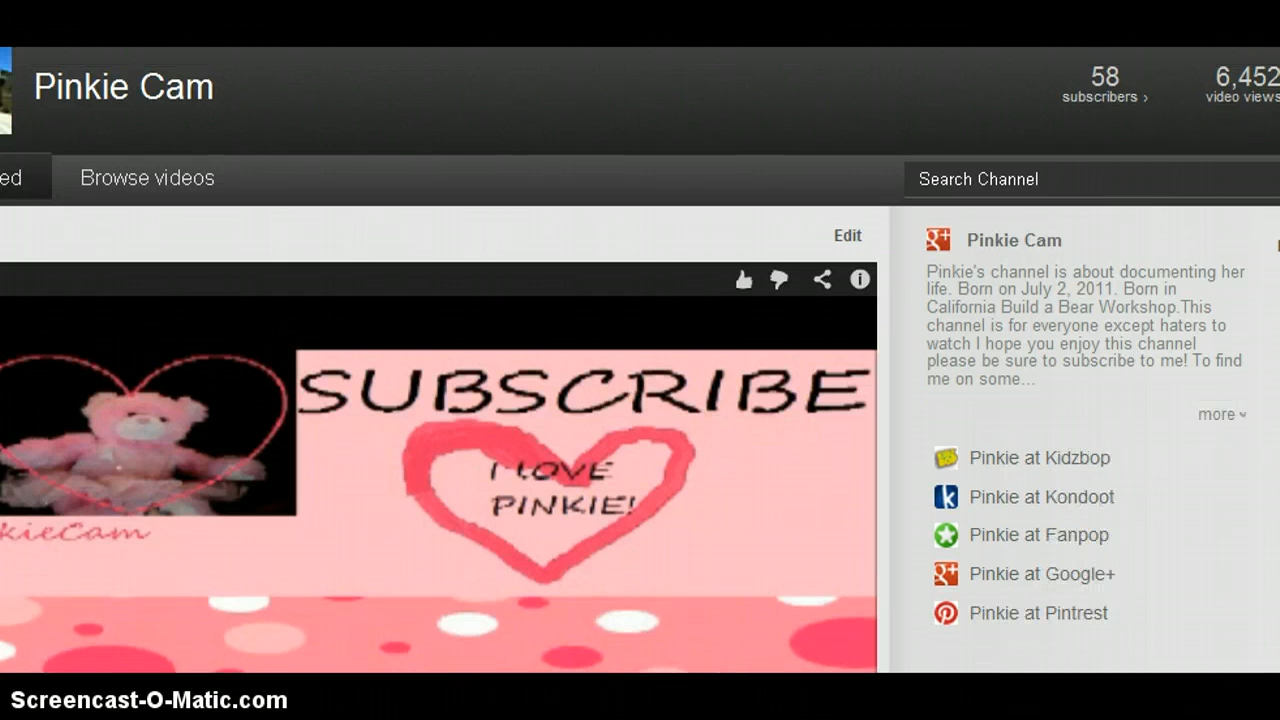 Pinkie Cam
58
subscribers ›
6,452
video views
ed
Browse videos
Search Channel
Edit
g+ Pinkie Cam
Pinkie's channel is about documenting her
life. Born on July 2, 2011. Born in
California Build a Bear Workshop.This
channel is for everyone except haters to
watch I hope you enjoy this channel
please be sure to subscribe to me! To find
me on some...
more
SUBSCRIBE
I LOVE
PINKIE!
kieCam
Pinkie at Kidzbop
k Pinkie at Kondoot
Pinkie at Fanpop
g+ Pinkie at Google+
Pinkie at Pintrest
Screencast-O-Matic.com